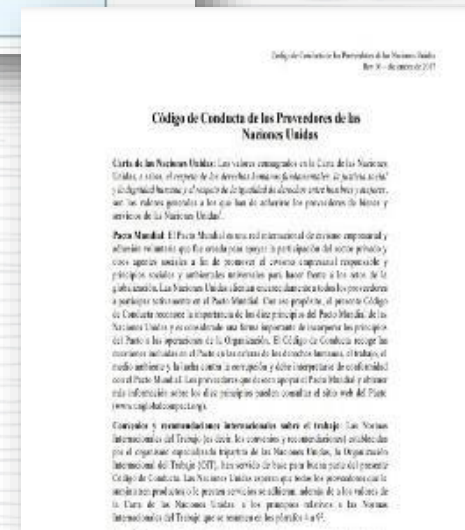 Código de Conducta de los Proveedores de las Naciones Unidas
Rev. – diciembre de 2017
Código de Conducta de los Proveedores de las
Naciones Unidas
Carta de las Naciones Unidas: Los valores consagrados en la Carta de las Naciones
Unidas, a saber, el respeto de los derechos humanos fundamentales, la justicia social
y la dignidad humana y el respeto de la igualdad de derechos entre hombres y mujeres,
son los valores generales a los que han de adherirse los proveedores de bienes y
servicios de las Naciones Unidas¹.
Pacto Mundial: El Pacto Mundial es una red internacional de civismo empresarial y
adhesión voluntaria que fue creada para apoyar la participación del sector privado y
otros agentes sociales a fin de promover el civismo empresarial responsable y
principios sociales y ambientales universales para hacer frente a los retos de la
globalización. Las Naciones Unidas alientan encarecidamente a todos los proveedores
a participar activamente en el Pacto Mundial. Con ese propósito, el presente Código
de Conducta reconoce la importancia de los diez principios del Pacto Mundial de las
Naciones Unidas y es considerado una forma importante de incorporar los principios
del Pacto a las operaciones de la Organización. El Código de Conducta recoge las
cuestiones incluidas en el Pacto en las esferas de los derechos humanos, el trabajo, el
medio ambiente y la lucha contra la corrupción y debe interpretarse de conformidad
con el Pacto Mundial. Los proveedores que deseen apoyar el Pacto Mundial y obtener
más información sobre los diez principios pueden consultar el sitio web del Pacto
(www.unglobalcompact.org).
Convenios y recomendaciones internacionales sobre el trabajo: Las Normas
Internacionales del Trabajo (es decir, los convenios y recomendaciones) establecidas
por el organismo especializado tripartito de las Naciones Unidas, la Organización
Internacional del Trabajo (OIT), han servido de base para buena parte del presente
Código de Conducta. Las Naciones Unidas esperan que todos los proveedores que le
suministren productos o le presten servicios se adhieran, además de a los valores de
la Carta de las Naciones Unidas, a los principios relativos a las Normas
Internacionales del Trabajo que se resumen en los párrafos 4 a 9².